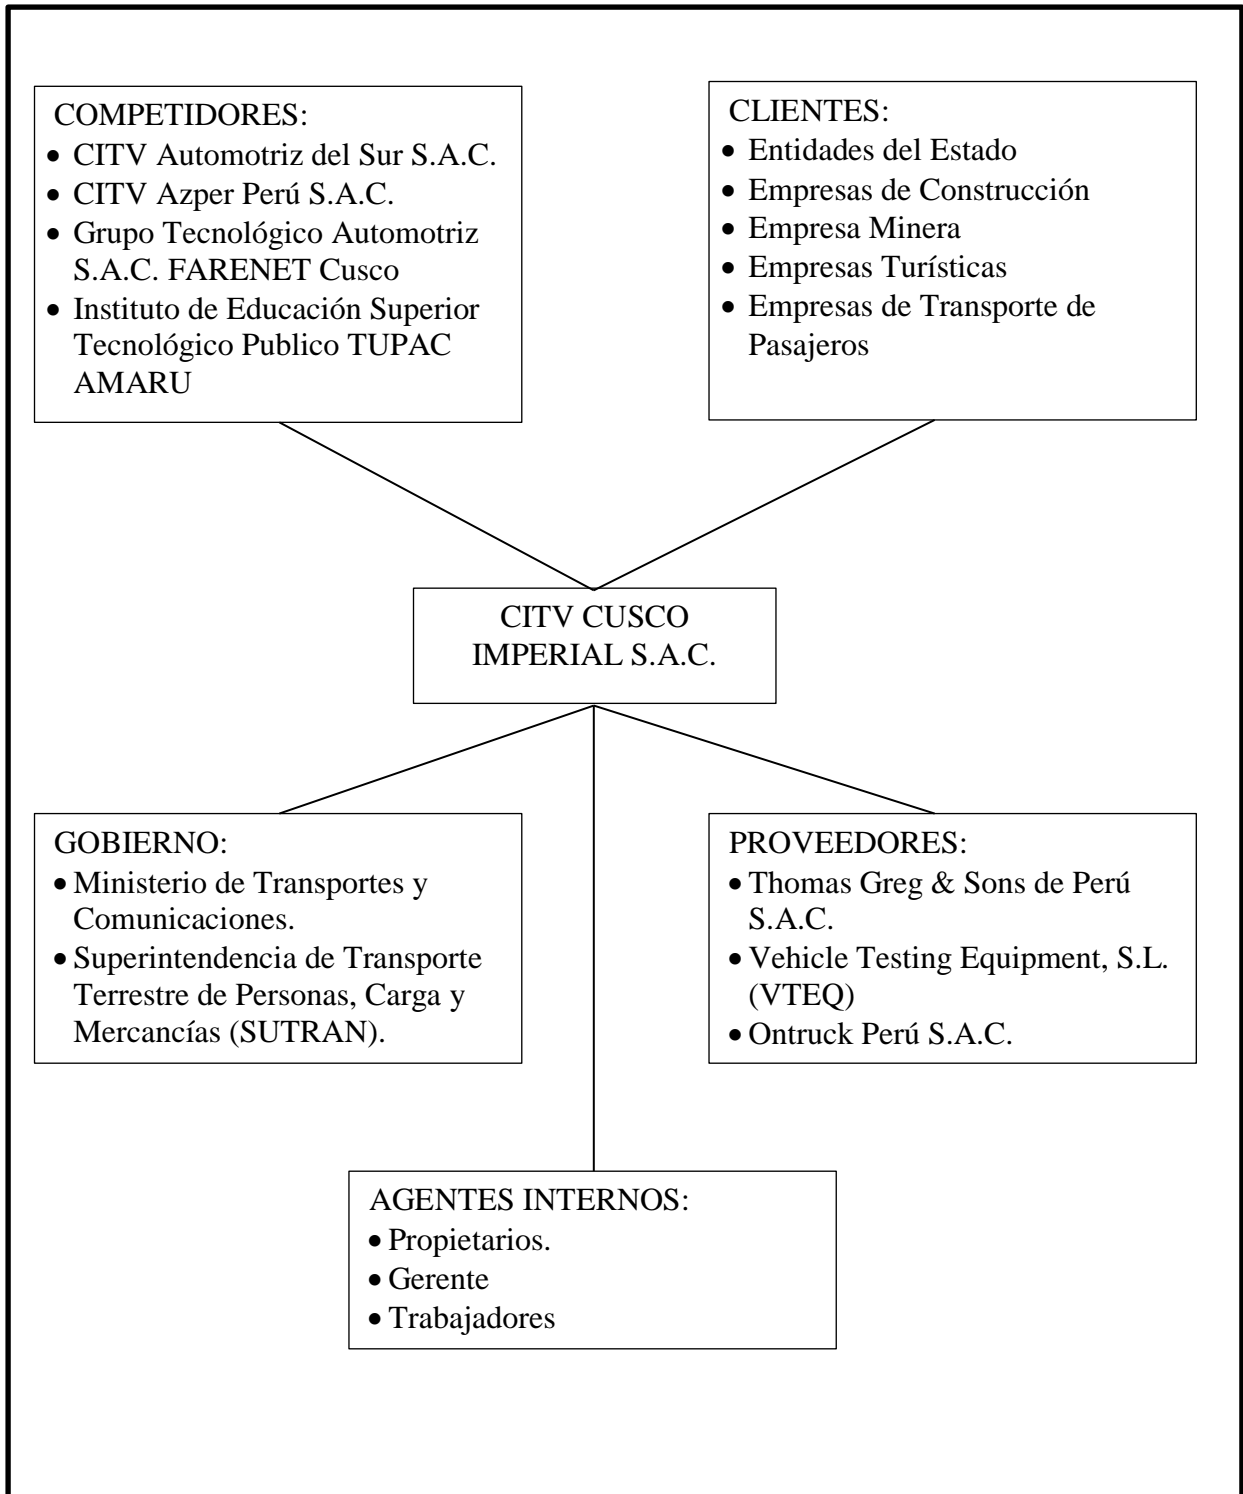 COMPETIDORES:
• CITV Automotriz del Sur S.A.C.
• CITV Azper Perú S.A.C.
• Grupo Tecnológico Automotriz
S.A.C. FARENET Cusco
• Instituto de Educación Superior
Tecnológico Publico TUPAC
AMARU
CLIENTES:
• Entidades del Estado
• Empresas de Construcción
• Empresa Minera
• Empresas Turísticas
• Empresas de Transporte de
Pasajeros
CITV CUSCO
IMPERIAL S.A.C.
GOBIERNO:
• Ministerio de Transportes y
Comunicaciones.
• Superintendencia de Transporte
Terrestre de Personas, Carga y
Mercancías (SUTRAN).
PROVEEDORES:
• Thomas Greg & Sons de Perú
S.A.C.
• Vehicle Testing Equipment, S.L.
(VTEQ)
• Ontruck Perú S.A.C.
AGENTES INTERNOS:
• Propietarios.
• Gerente
• Trabajadores